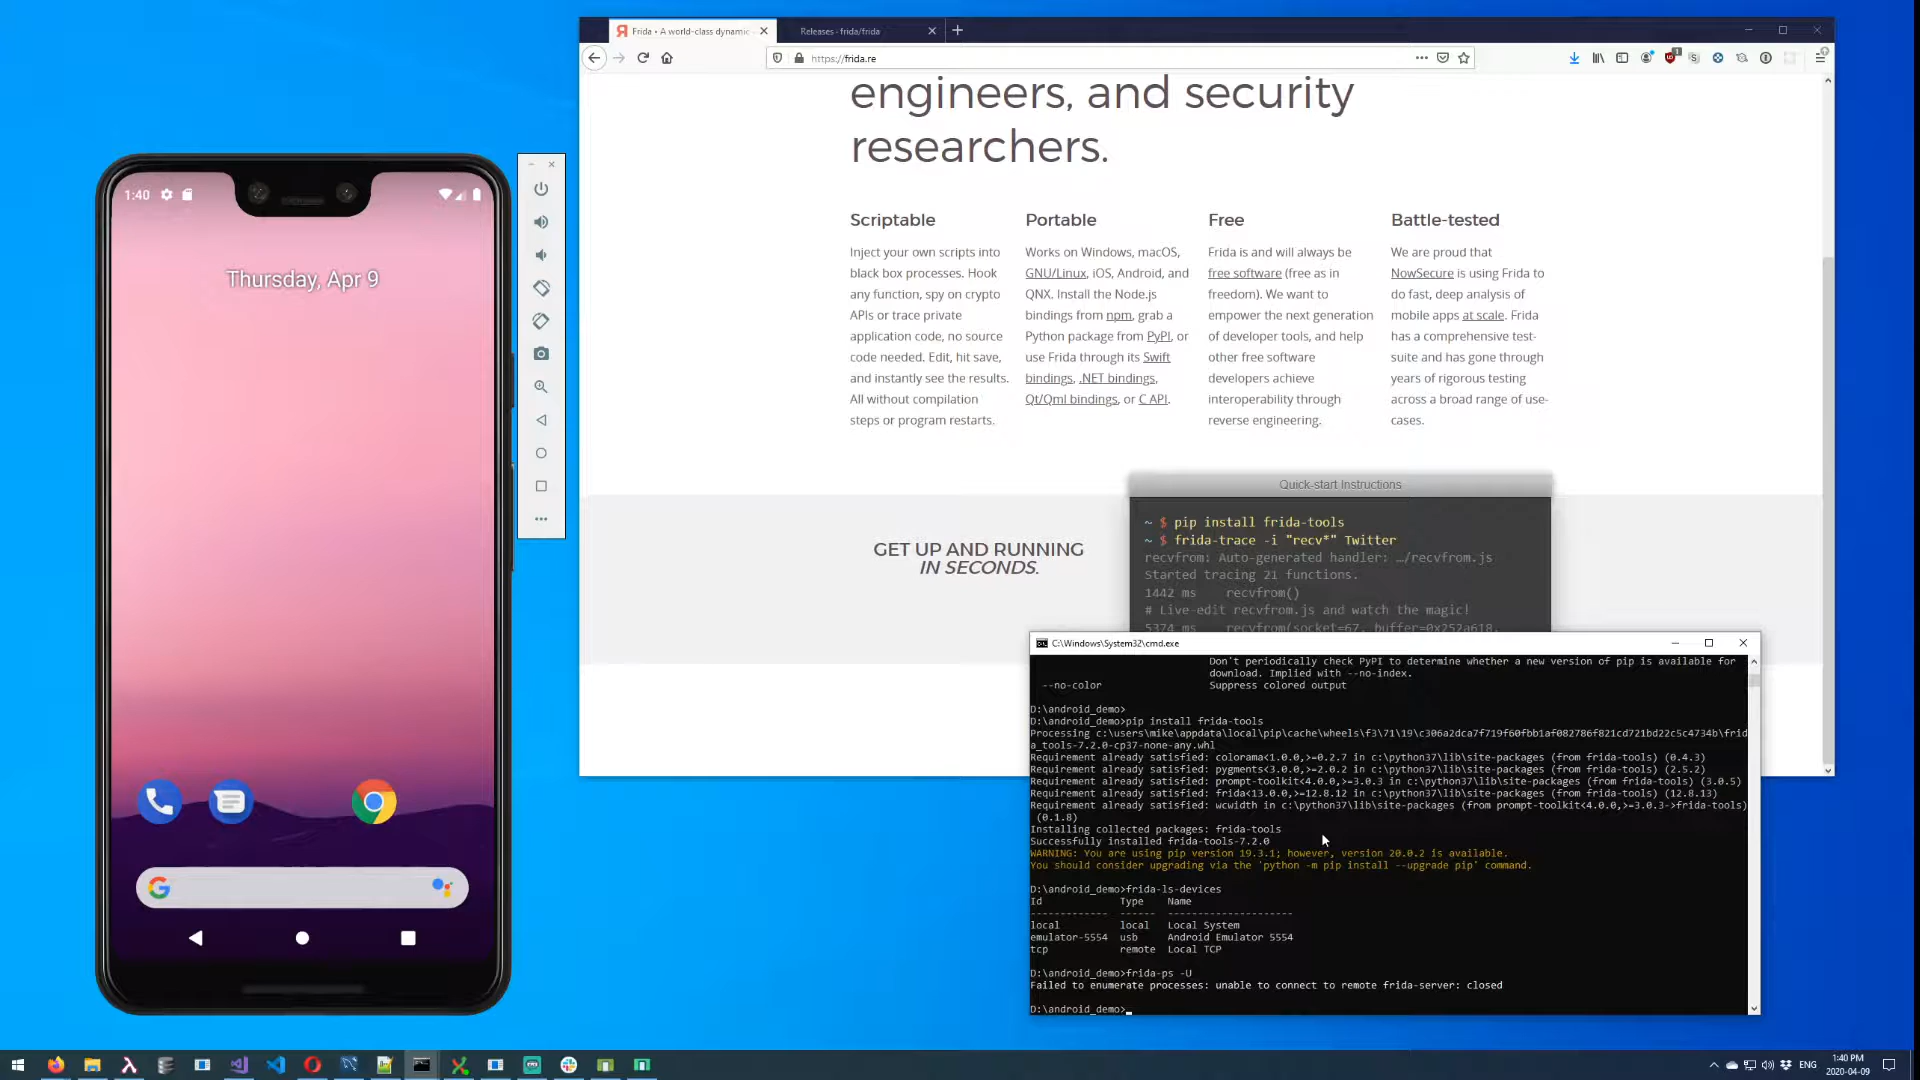 1:40
Thursday, Apr 9
Frida • A world-class dynamic
Releases · frida/frida
https://frida.re
engineers, and security
researchers.
Scriptable
Inject your own scripts into
black box processes. Hook
any function, spy on crypto
APIs or trace private
application code, no source
code needed. Edit, hit save,
and instantly see the results.
All without compilation
steps or program restarts.
Portable
Works on Windows, macOS,
GNU/Linux, iOS, Android, and
QNX. Install the Node.js
bindings from npm, grab a
Python package from PyPI, or
use Frida through its Swift
bindings, .NET bindings,
Qt/Qml bindings, or C API.
Free
Frida is and will always be
free software (free as in
freedom). We want to
empower the next generation
of developer tools, and help
other free software
developers achieve
interoperability through
reverse engineering.
Battle-tested
We are proud that
NowSecure is using Frida to
do fast, deep analysis of
mobile apps at scale. Frida
has a comprehensive test-
suite and has gone through
years of rigorous testing
across a broad range of use-
cases.
GET UP AND RUNNING
IN SECONDS.
Quick-start Instructions
~ $ pip install frida-tools
~ $ frida-trace -i "recv*" Twitter
recvfrom: Auto-generated handler: …/recvfrom.js
Started tracing 21 functions.
1442 ms recvfrom()
# Live-edit recvfrom.js and watch the magic!
5374 ms recvfrom(socket=67, buffer=0x252a618,
C:\Windows\System32\cmd.exe
Don't periodically check PyPI to determine whether a new version of pip is available for
download. Implied with --no-index.
--no-color Suppress colored output
D:\android_demo>
D:\android_demo>pip install frida-tools
Processing c:\users\mike\appdata\local\pip\cache\wheels\f3\71\19\c306a2dca7f719f60fbb1af082786f821cd721bd22c5c4734b\frid
a_tools-7.2.0-cp37-none-any.whl
Requirement already satisfied: colorama<1.0.0,>=0.2.7 in c:\python37\lib\site-packages (from frida-tools) (0.4.3)
Requirement already satisfied: pygments<3.0.0,>=2.0.2 in c:\python37\lib\site-packages (from frida-tools) (2.5.2)
Requirement already satisfied: prompt-toolkit<4.0.0,>=3.0.3 in c:\python37\lib\site-packages (from frida-tools) (3.0.5)
Requirement already satisfied: frida<13.0.0,>=12.8.12 in c:\python37\lib\site-packages (from frida-tools) (12.8.13)
Requirement already satisfied: wcwidth in c:\python37\lib\site-packages (from prompt-toolkit<4.0.0,>=3.0.3->frida-tools)
(0.1.8)
Installing collected packages: frida-tools
Successfully installed frida-tools-7.2.0
WARNING: You are using pip version 19.3.1; however, version 20.0.2 is available.
You should consider upgrading via the 'python -m pip install --upgrade pip' command.
D:\android_demo>frida-ls-devices
Id Type Name
------------- ------ ---------------------
local local Local System
emulator-5554 usb Android Emulator 5554
tcp remote Local TCP
D:\android_demo>frida-ps -U
Failed to enumerate processes: unable to connect to remote frida-server: closed
D:\android_demo>
ENG
1:40 PM
2020-04-09